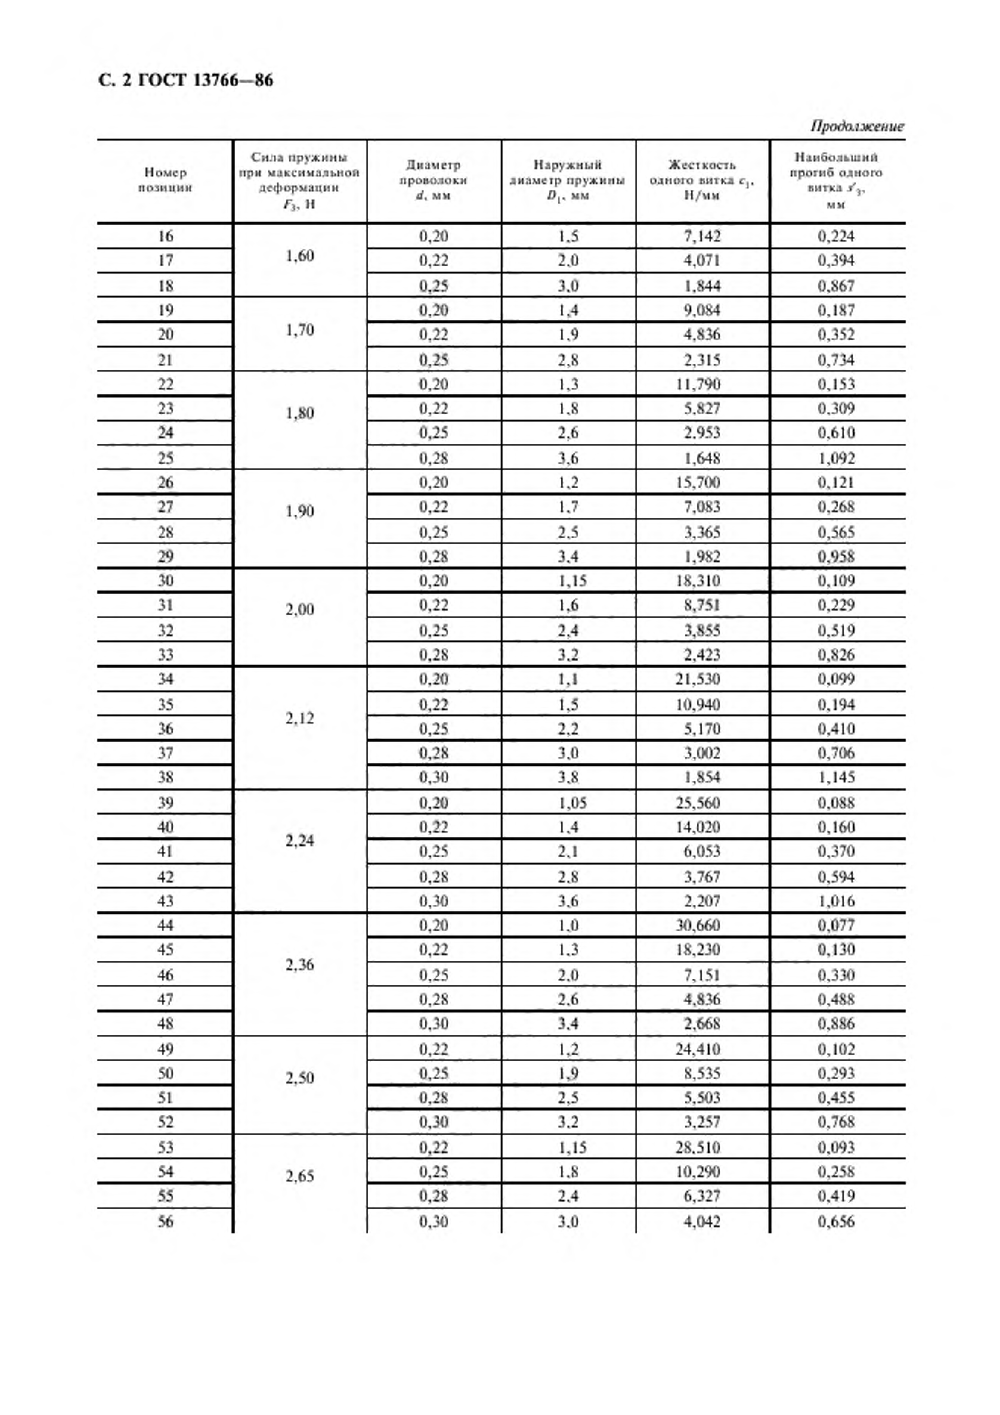 С. 2 ГОСТ 13766—86
Продолжение
Номер позиции | Сила пружины при максимальной деформации F₃, Н | Диаметр проволоки d, мм | Наружный диаметр пружины D₁, мм | Жесткость одного витка c₁, Н/мм | Наибольший прогиб одного витка s'₃, мм
16 | 1,60 | 0,20 | 1,5 | 7,142 | 0,224
17 | 0,22 | 2,0 | 4,071 | 0,394
18 | 0,25 | 3,0 | 1,844 | 0,867
19 | 1,70 | 0,20 | 1,4 | 9,084 | 0,187
20 | 0,22 | 1,9 | 4,836 | 0,352
21 | 0,25 | 2,8 | 2,315 | 0,734
22 | 1,80 | 0,20 | 1,3 | 11,790 | 0,153
23 | 0,22 | 1,8 | 5,827 | 0,309
24 | 0,25 | 2,6 | 2,953 | 0,610
25 | 0,28 | 3,6 | 1,648 | 1,092
26 | 1,90 | 0,20 | 1,2 | 15,700 | 0,121
27 | 0,22 | 1,7 | 7,083 | 0,268
28 | 0,25 | 2,5 | 3,365 | 0,565
29 | 0,28 | 3,4 | 1,982 | 0,958
30 | 2,00 | 0,20 | 1,15 | 18,310 | 0,109
31 | 0,22 | 1,6 | 8,751 | 0,229
32 | 0,25 | 2,4 | 3,855 | 0,519
33 | 0,28 | 3,2 | 2,423 | 0,826
34 | 2,12 | 0,20 | 1,1 | 21,530 | 0,099
35 | 0,22 | 1,5 | 10,940 | 0,194
36 | 0,25 | 2,2 | 5,170 | 0,410
37 | 0,28 | 3,0 | 3,002 | 0,706
38 | 0,30 | 3,8 | 1,854 | 1,145
39 | 2,24 | 0,20 | 1,05 | 25,560 | 0,088
40 | 0,22 | 1,4 | 14,020 | 0,160
41 | 0,25 | 2,1 | 6,053 | 0,370
42 | 0,28 | 2,8 | 3,767 | 0,594
43 | 0,30 | 3,6 | 2,207 | 1,016
44 | 2,36 | 0,20 | 1,0 | 30,660 | 0,077
45 | 0,22 | 1,3 | 18,230 | 0,130
46 | 0,25 | 2,0 | 7,151 | 0,330
47 | 0,28 | 2,6 | 4,836 | 0,488
48 | 0,30 | 3,4 | 2,668 | 0,886
49 | 2,50 | 0,22 | 1,2 | 24,410 | 0,102
50 | 0,25 | 1,9 | 8,535 | 0,293
51 | 0,28 | 2,5 | 5,503 | 0,455
52 | 0,30 | 3,2 | 3,257 | 0,768
53 | 2,65 | 0,22 | 1,15 | 28,510 | 0,093
54 | 0,25 | 1,8 | 10,290 | 0,258
55 | 0,28 | 2,4 | 6,327 | 0,419
56 | 0,30 | 3,0 | 4,042 | 0,656